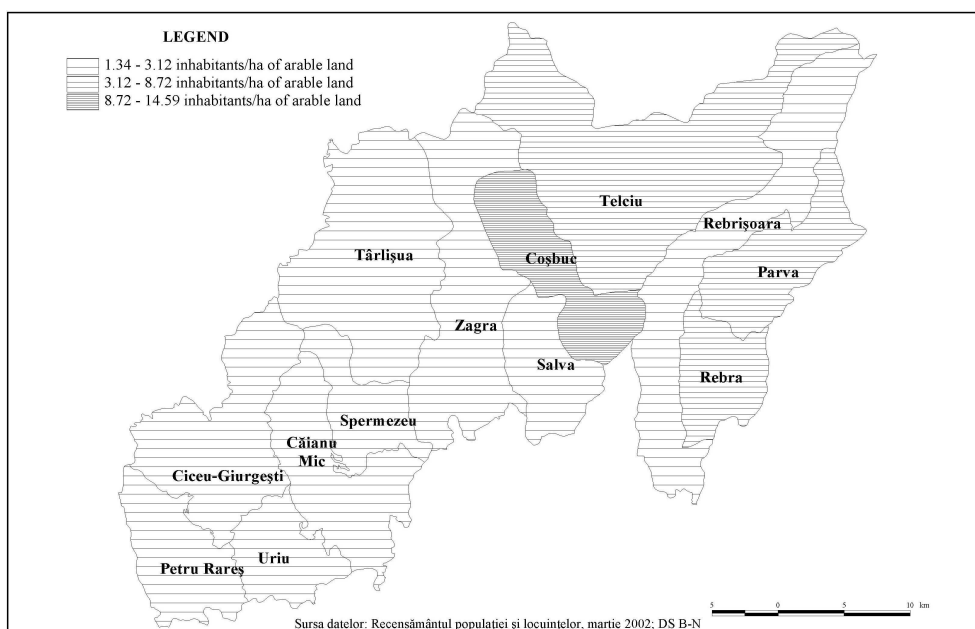 LEGEND
1.34 - 3.12 inhabitants/ha of arable land
3.12 - 8.72 inhabitants/ha of arable land
8.72 - 14.59 inhabitants/ha of arable land
Telciu
Rebrişoara
Târlişua
Coşbuc
Parva
Zagra
Salva
Rebra
Spermezeu
Căianu
Mic
Ciceu-Giurgeşti
Uriu
Petru Rareş
5 0 5 10 km
Sursa datelor: Recensământul populaţiei şi locuinţelor, martie 2002; DS B-N